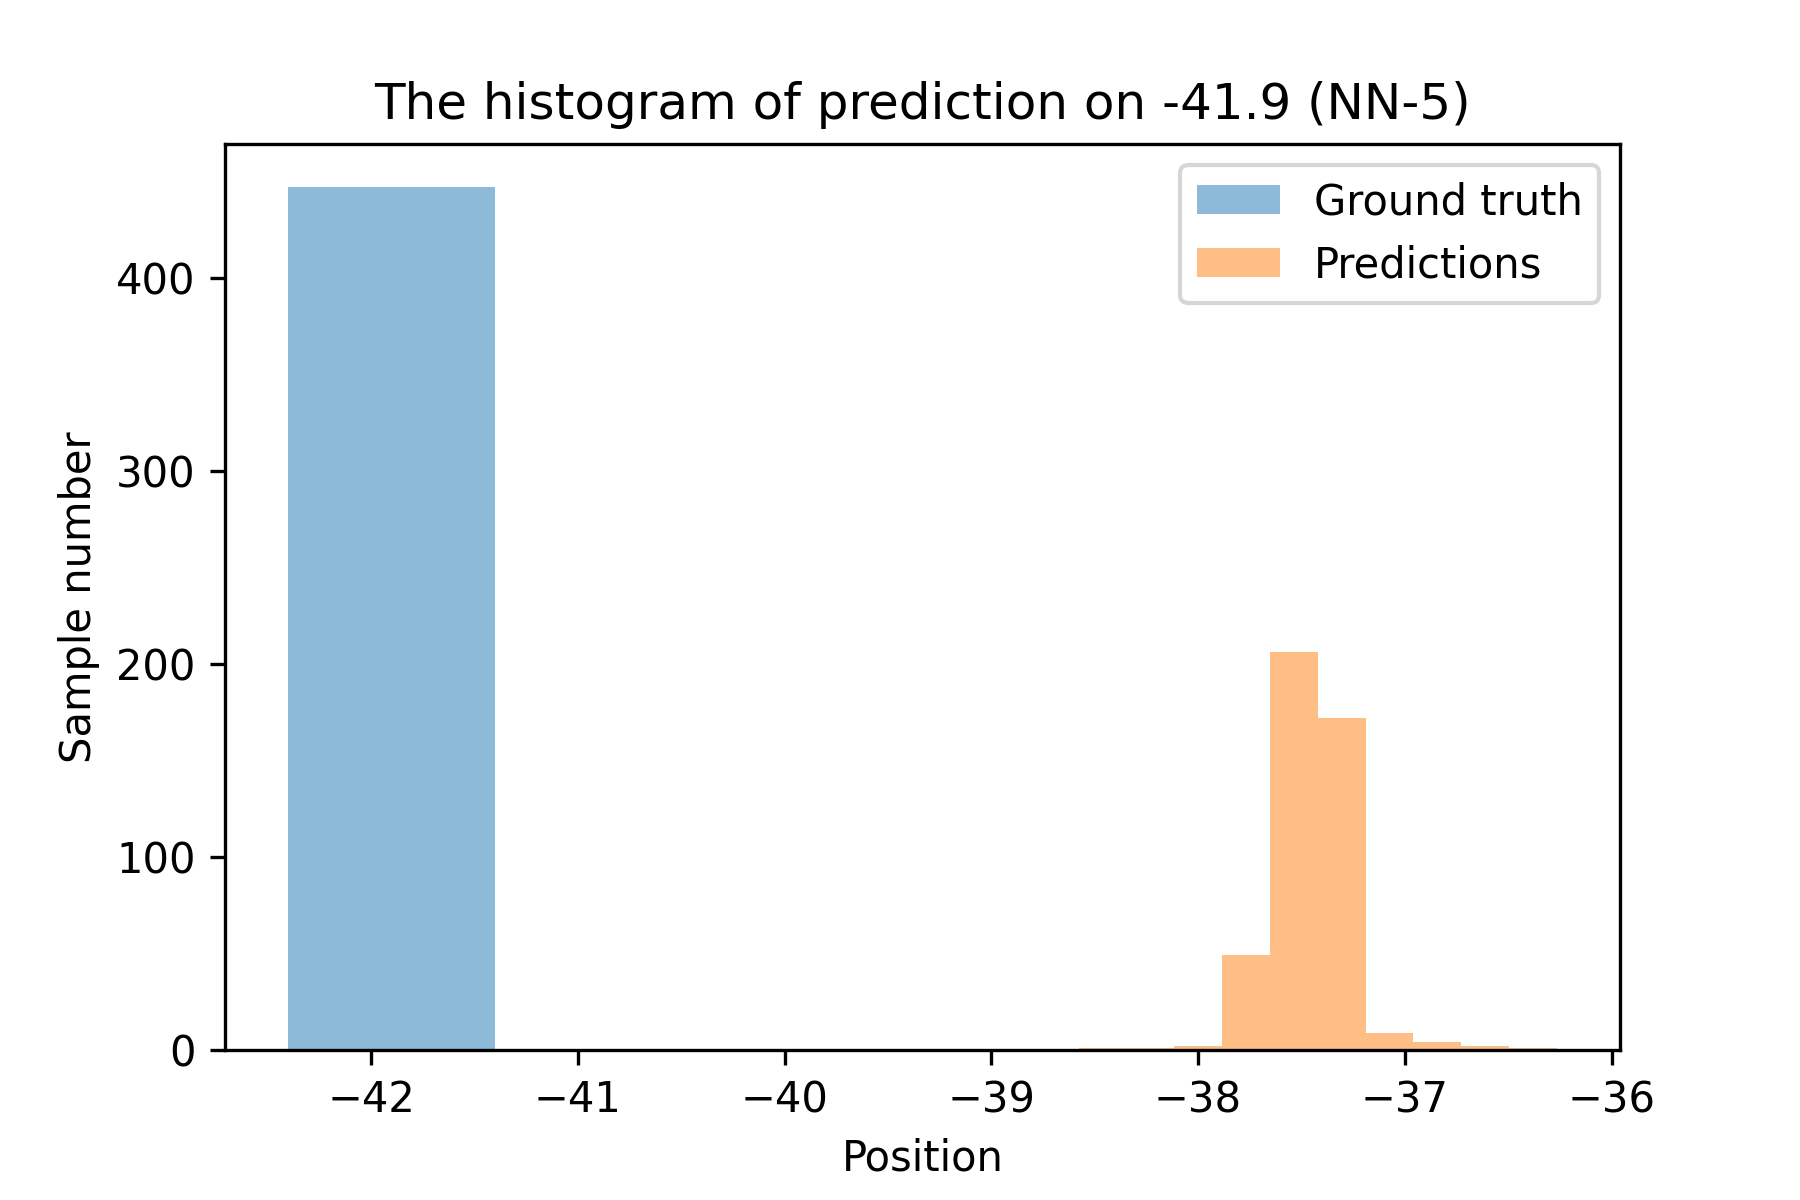 The histogram of prediction on -41.9 (NN-5)
Ground truth
Predictions
400
300
200
100
0
Sample number
−42
−41
−40
−39
−38
−37
−36
Position